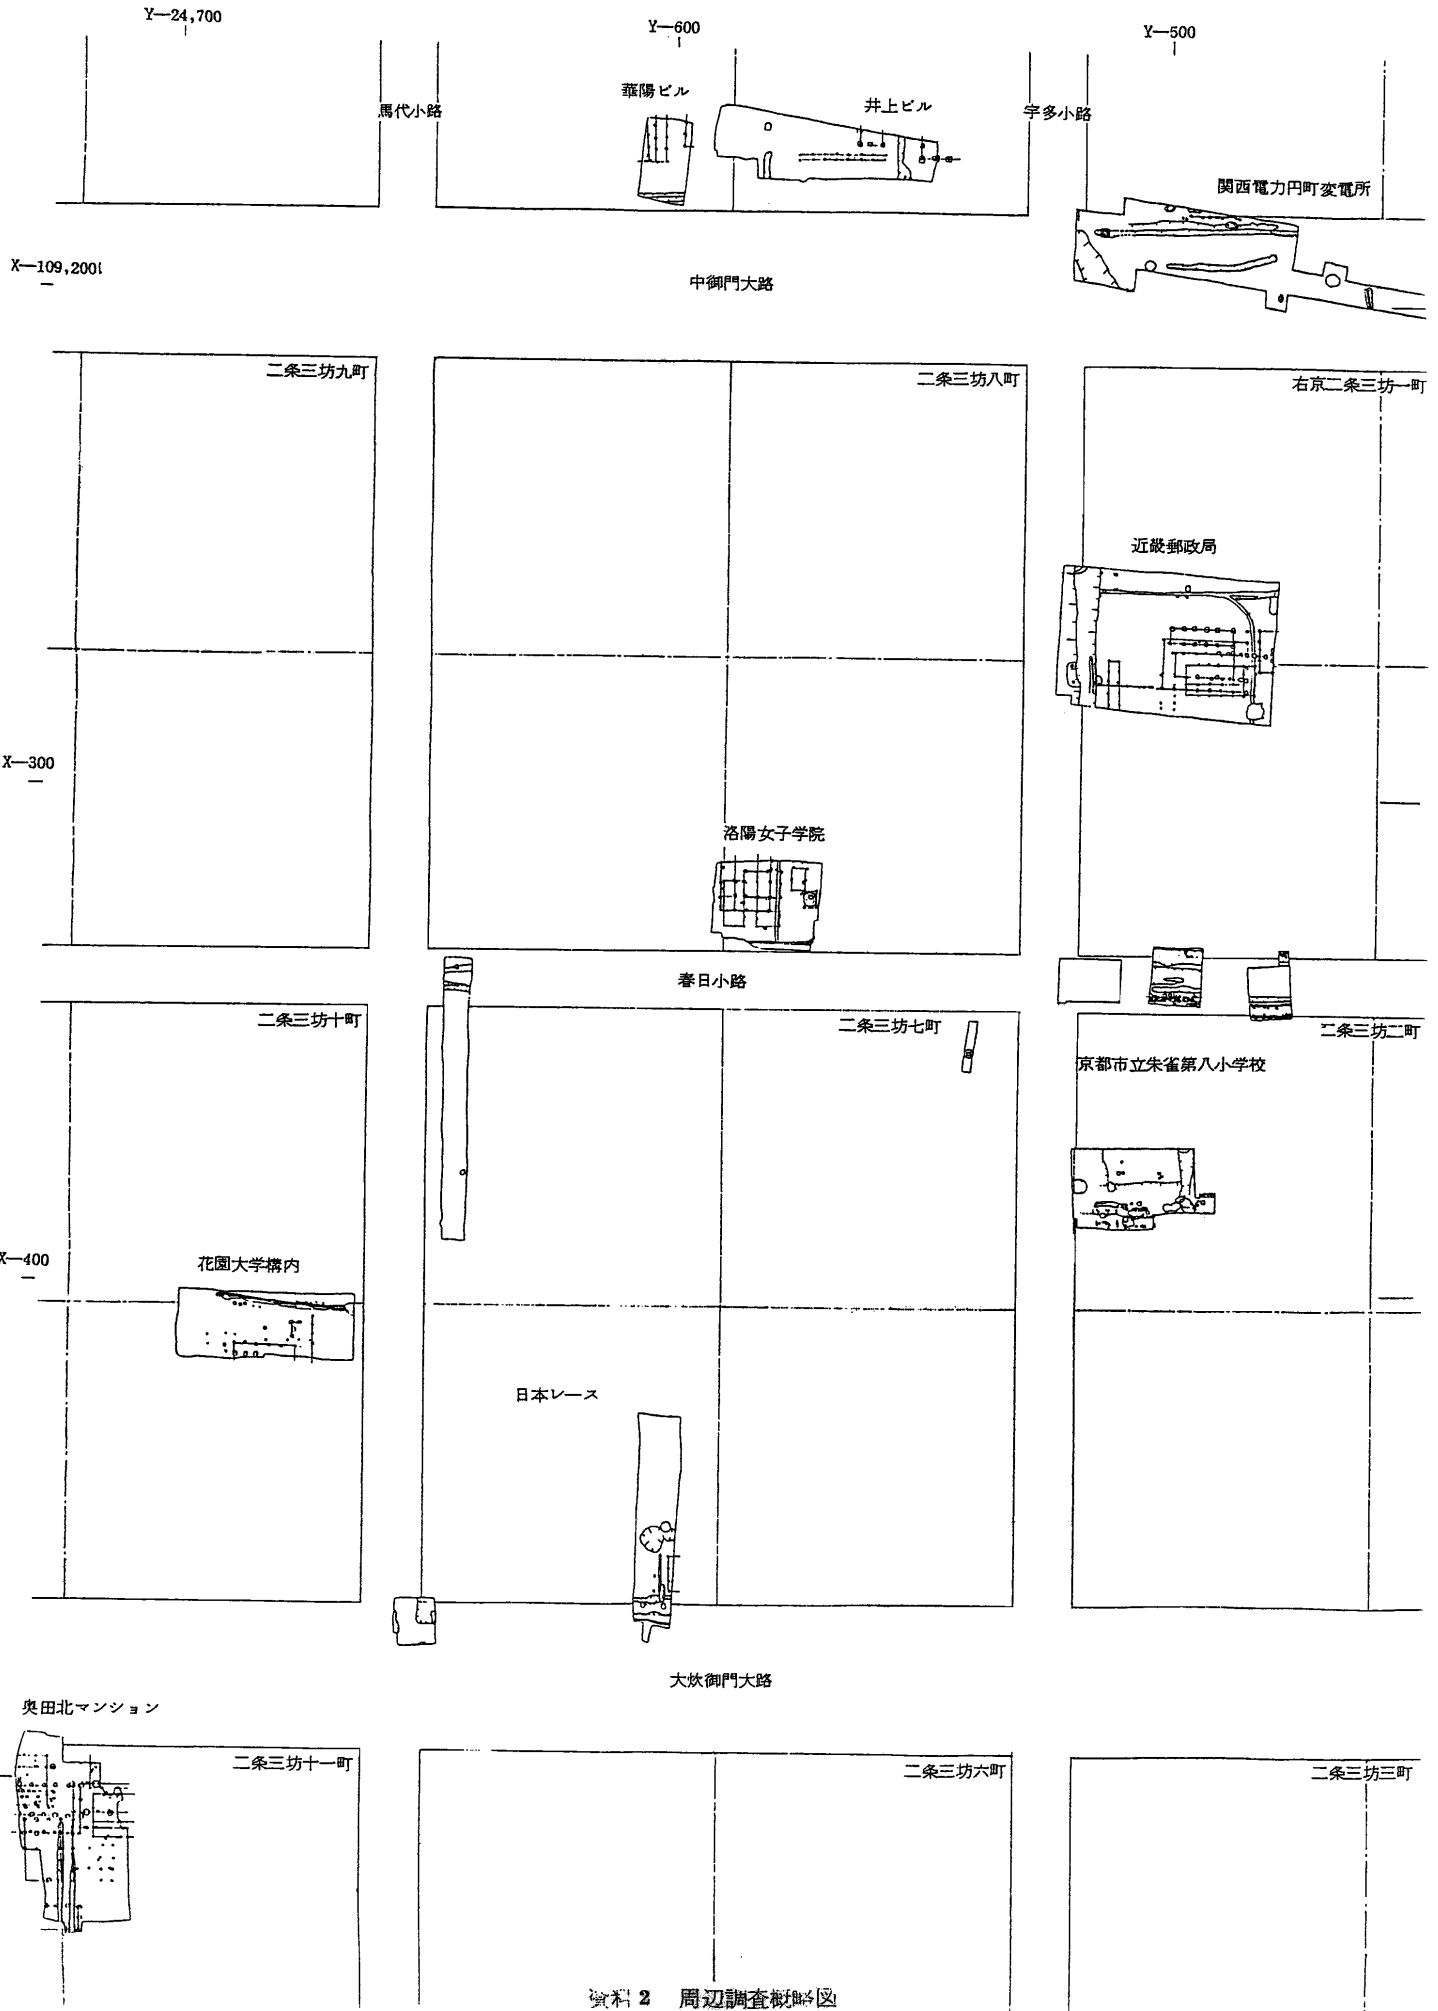 Y—24,700
Y—600
Y—500
華陽ビル
井上ビル
馬代小路
宇多小路
関西電力円町変電所
X—109,200
中御門大路
二条三坊九町
二条三坊八町
右京二条三坊一町
近畿郵政局
X—300
洛陽女子学院
春日小路
二条三坊十町
二条三坊七町
二条三坊二町
京都市立朱雀第八小学校
X—400
花園大学構内
日本レース
大炊御門大路
奥田北マンション
二条三坊十一町
二条三坊六町
二条三坊三町
資料2 周辺調査概略図